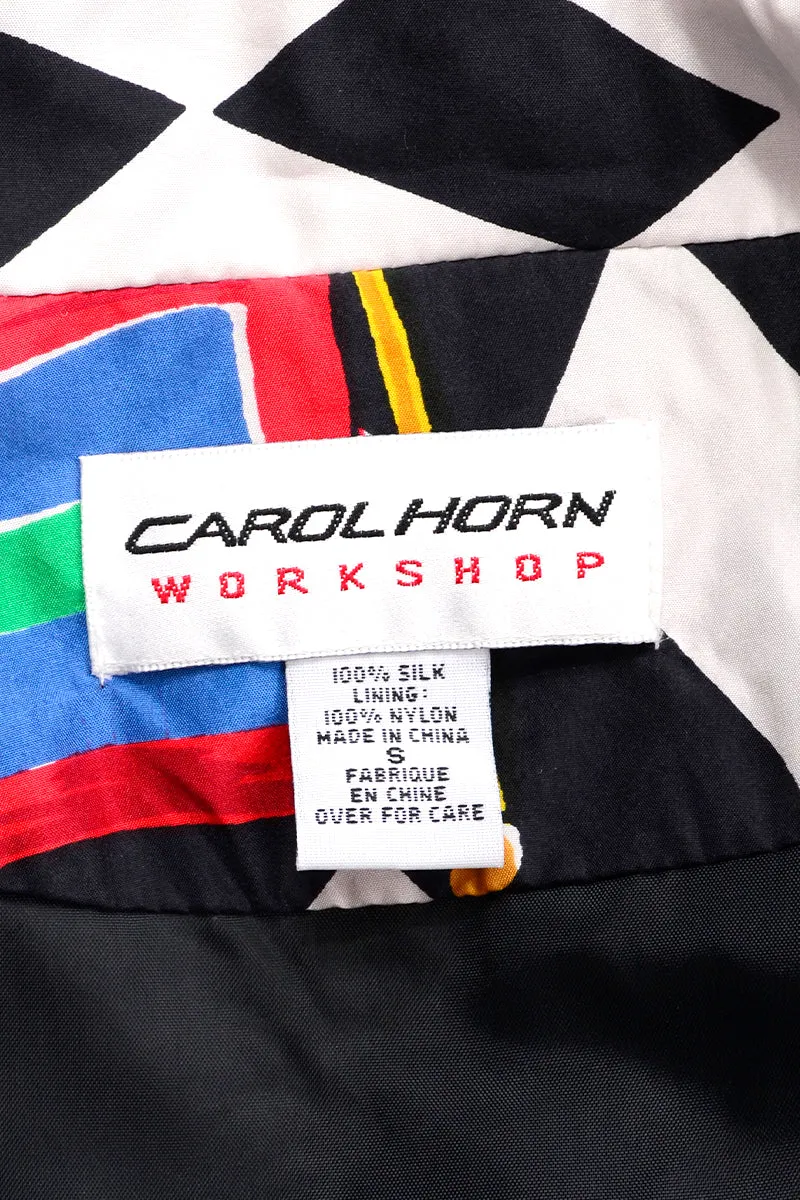 CAROL HORN
WORKSHOP
100% SILK
LINING:
100% NYLON
MADE IN CHINA
S
FABRIQUE
EN CHINE
OVER FOR CARE